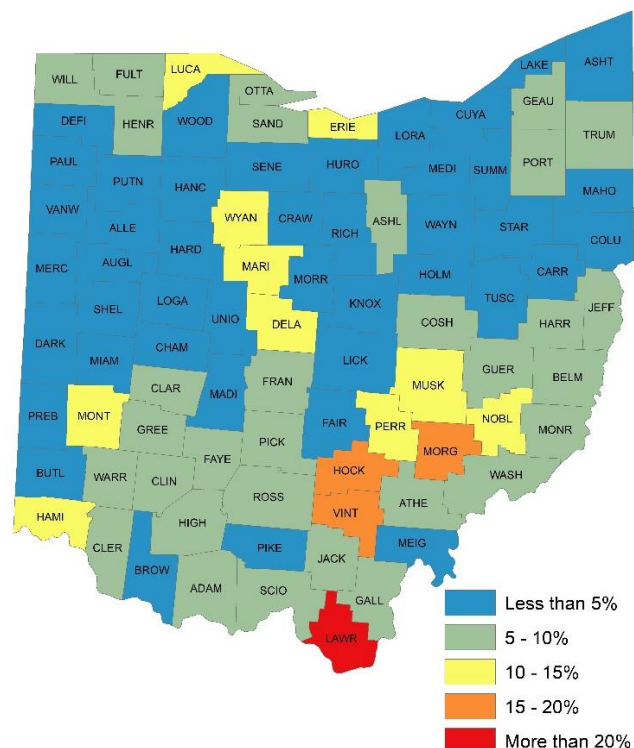 LAKE
ASHT
WILL
FULT
LUCA
OTTA
GEAU
CUYA
DEFI
HENR
WOOD
SAND
ERIE
LORA
TRUM
PAUL
SENE
HURO
MEDI
SUMM
PORT
PUTN
HANC
MAHO
VANW
WYAN
CRAW
RICH
ASHL
WAYN
STAR
ALLE
COLU
HARD
MERC
AUGL
MARI
MORR
HOLM
CARR
SHEL
LOGA
UNIO
KNOX
TUSC
JEFF
DELA
COSH
HARR
DARK
CHAM
MIAM
LICK
GUER
CLAR
FRAN
MUSK
BELM
MADI
PREB
MONT
GREE
FAIR
PERR
NOBL
PICK
MORG
MONR
FAYE
HOCK
BUTL
WARR
CLIN
WASH
ROSS
ATHE
HAMI
VINT
HIGH
CLER
PIKE
MEIG
BROW
JACK
ADAM
SCIO
GALL
LAWR
Less than 5%
5 - 10%
10 - 15%
15 - 20%
More than 20%